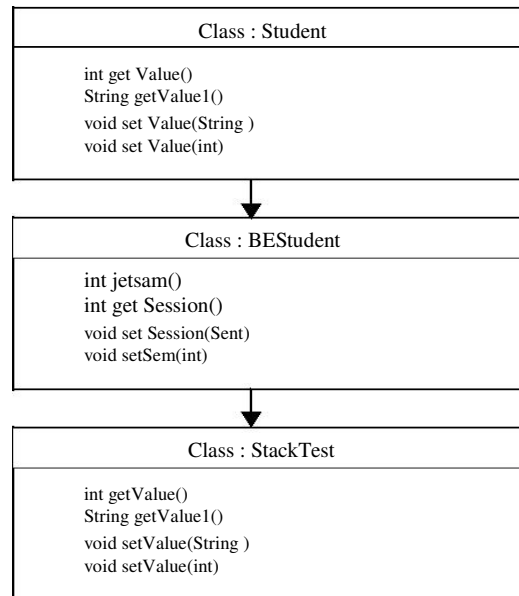 Class : Student
int get Value()
String getValue1()
void set Value(String )
void set Value(int)
Class : BEStudent
int jetsam()
int get Session()
void set Session(Sent)
void setSem(int)
Class : StackTest
int getValue()
String getValue1()
void setValue(String )
void setValue(int)